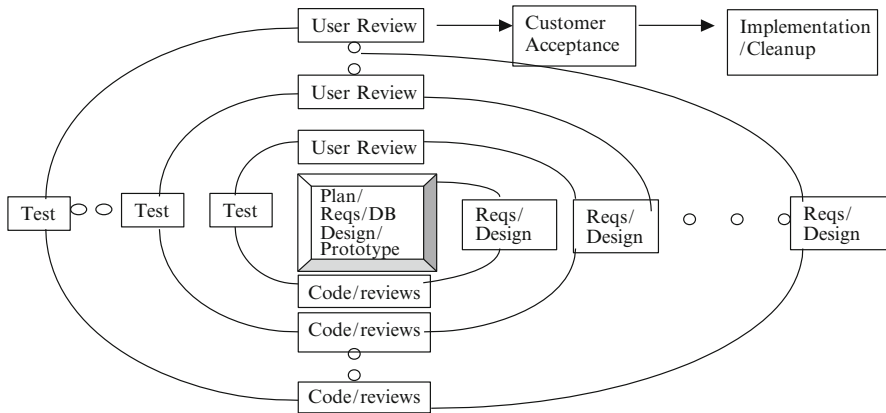 User Review
Customer
Acceptance
Implementation
/Cleanup
User Review
User Review
Test
Test
Test
Plan/
Reqs/DB
Design/
Prototype
Reqs/
Design
Reqs/
Design
Reqs/
Design
Code/reviews
Code/reviews
Code/reviews